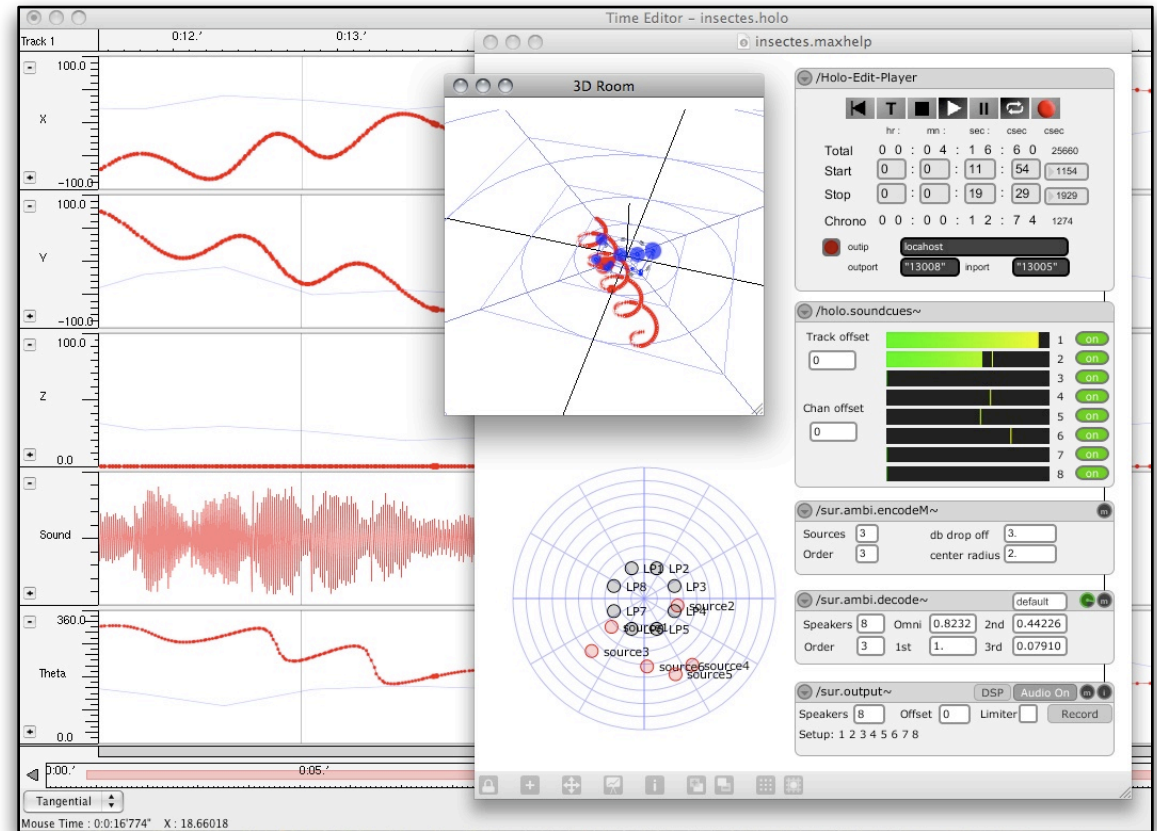 Time Editor – insectes.holo
Track 1
0:12.'
0:13.'
100.0
X
-100.0
100.0
Y
-100.0
100.0
Z
0.0
Sound
360.0
Theta
0.0
0:00.'
0:05.'
Tangential
Mouse Time : 0:0:16'774" X : 18.66018
insectes.maxhelp
3D Room
LP1 LP2
LP8 LP3
LP7 LP4
source2
source1 LP5
source3
source6 source4
source5
/Holo-Edit-Player
T
hr : mn : sec : csec csec
Total 0 0 : 0 4 : 1 6 : 6 0 25660
Start 0 : 0 : 11 : 54 1154
Stop 0 : 0 : 19 : 29 1929
Chrono 0 0 : 0 0 : 1 2 : 7 4 1274
outip locahost
outport "13008" inport "13005"
/holo.soundcues~
Track offset
0
Chan offset
0
1 on
2 on
3 on
4 on
5 on
6 on
7 on
8 on
/sur.ambi.encodeM~ m
Sources 3 db drop off 3.
Order 3 center radius 2.
/sur.ambi.decode~ default m
Speakers 8 Omni 0.8232 2nd 0.44226
Order 3 1st 1. 3rd 0.07910
/sur.output~ DSP Audio On m i
Speakers 8 Offset 0 Limiter Record
Setup: 1 2 3 4 5 6 7 8